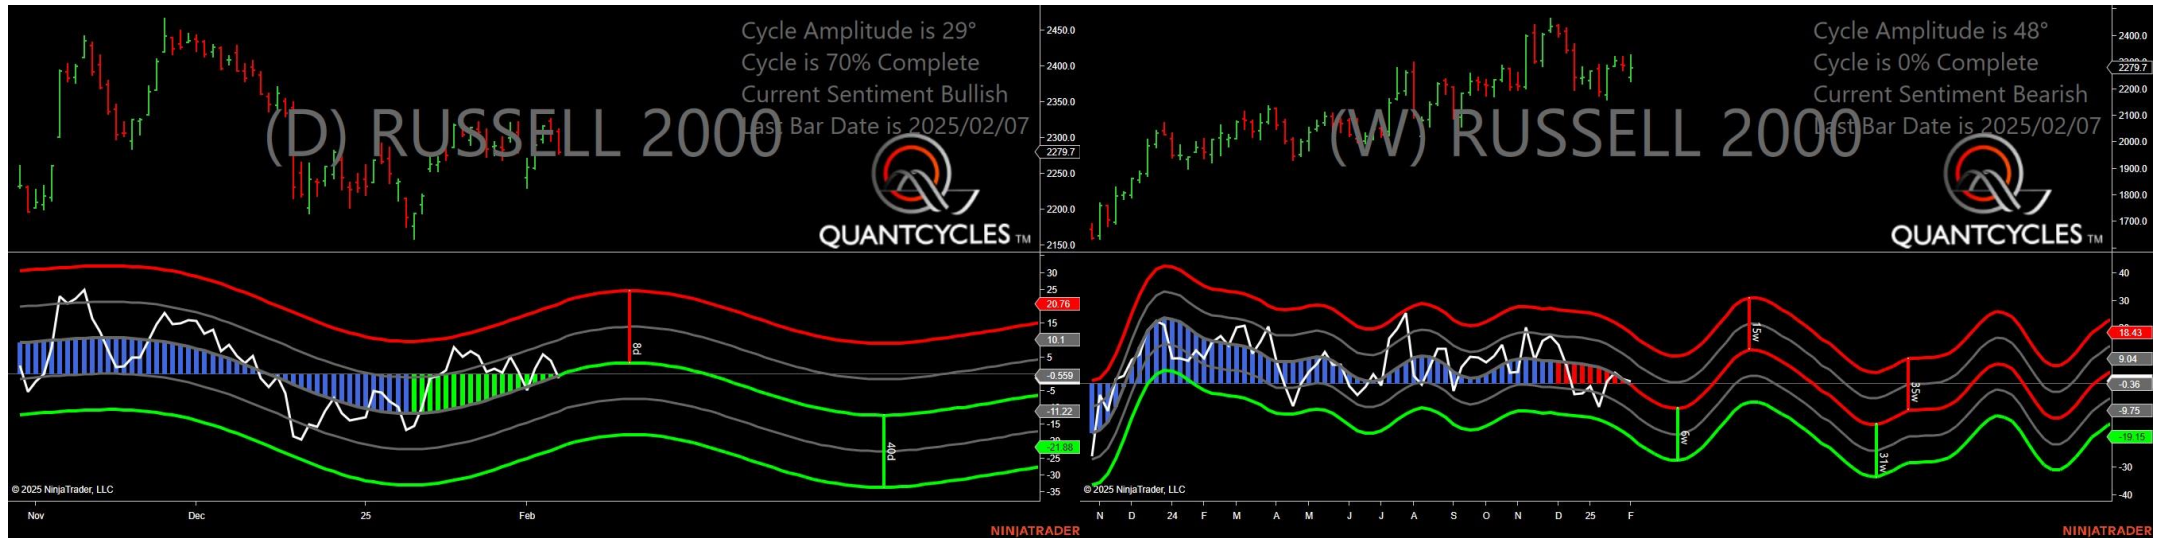 Cycle Amplitude is 29°
Cycle is 70% Complete
Current Sentiment Bullish
Last Bar Date is 2025/02/07
(D) RUSSELL 2000
QUANTCYCLES TM
2450.0
2400.0
2350.0
2300.0
2279.7
2250.0
2200.0
2150.0
30
25
20.76
15
10.1
5
-0.559
-5
-11.22
-15
-21.88
-25
-30
-35
8d
40d
© 2025 NinjaTrader, LLC
Nov Dec 25 Feb
NINJATRADER
Cycle Amplitude is 48°
Cycle is 0% Complete
Current Sentiment Bearish
Last Bar Date is 2025/02/07
(W) RUSSELL 2000
QUANTCYCLES TM
2400.0
2279.7
2200.0
2100.0
2000.0
1900.0
1800.0
1700.0
40
30
18.43
9.04
-0.36
-9.75
-19.15
-30
-40
15w
35w
6w
31w
© 2025 NinjaTrader, LLC
N D 24 F M A M J J A S O N D 25 F
NINJATRADER